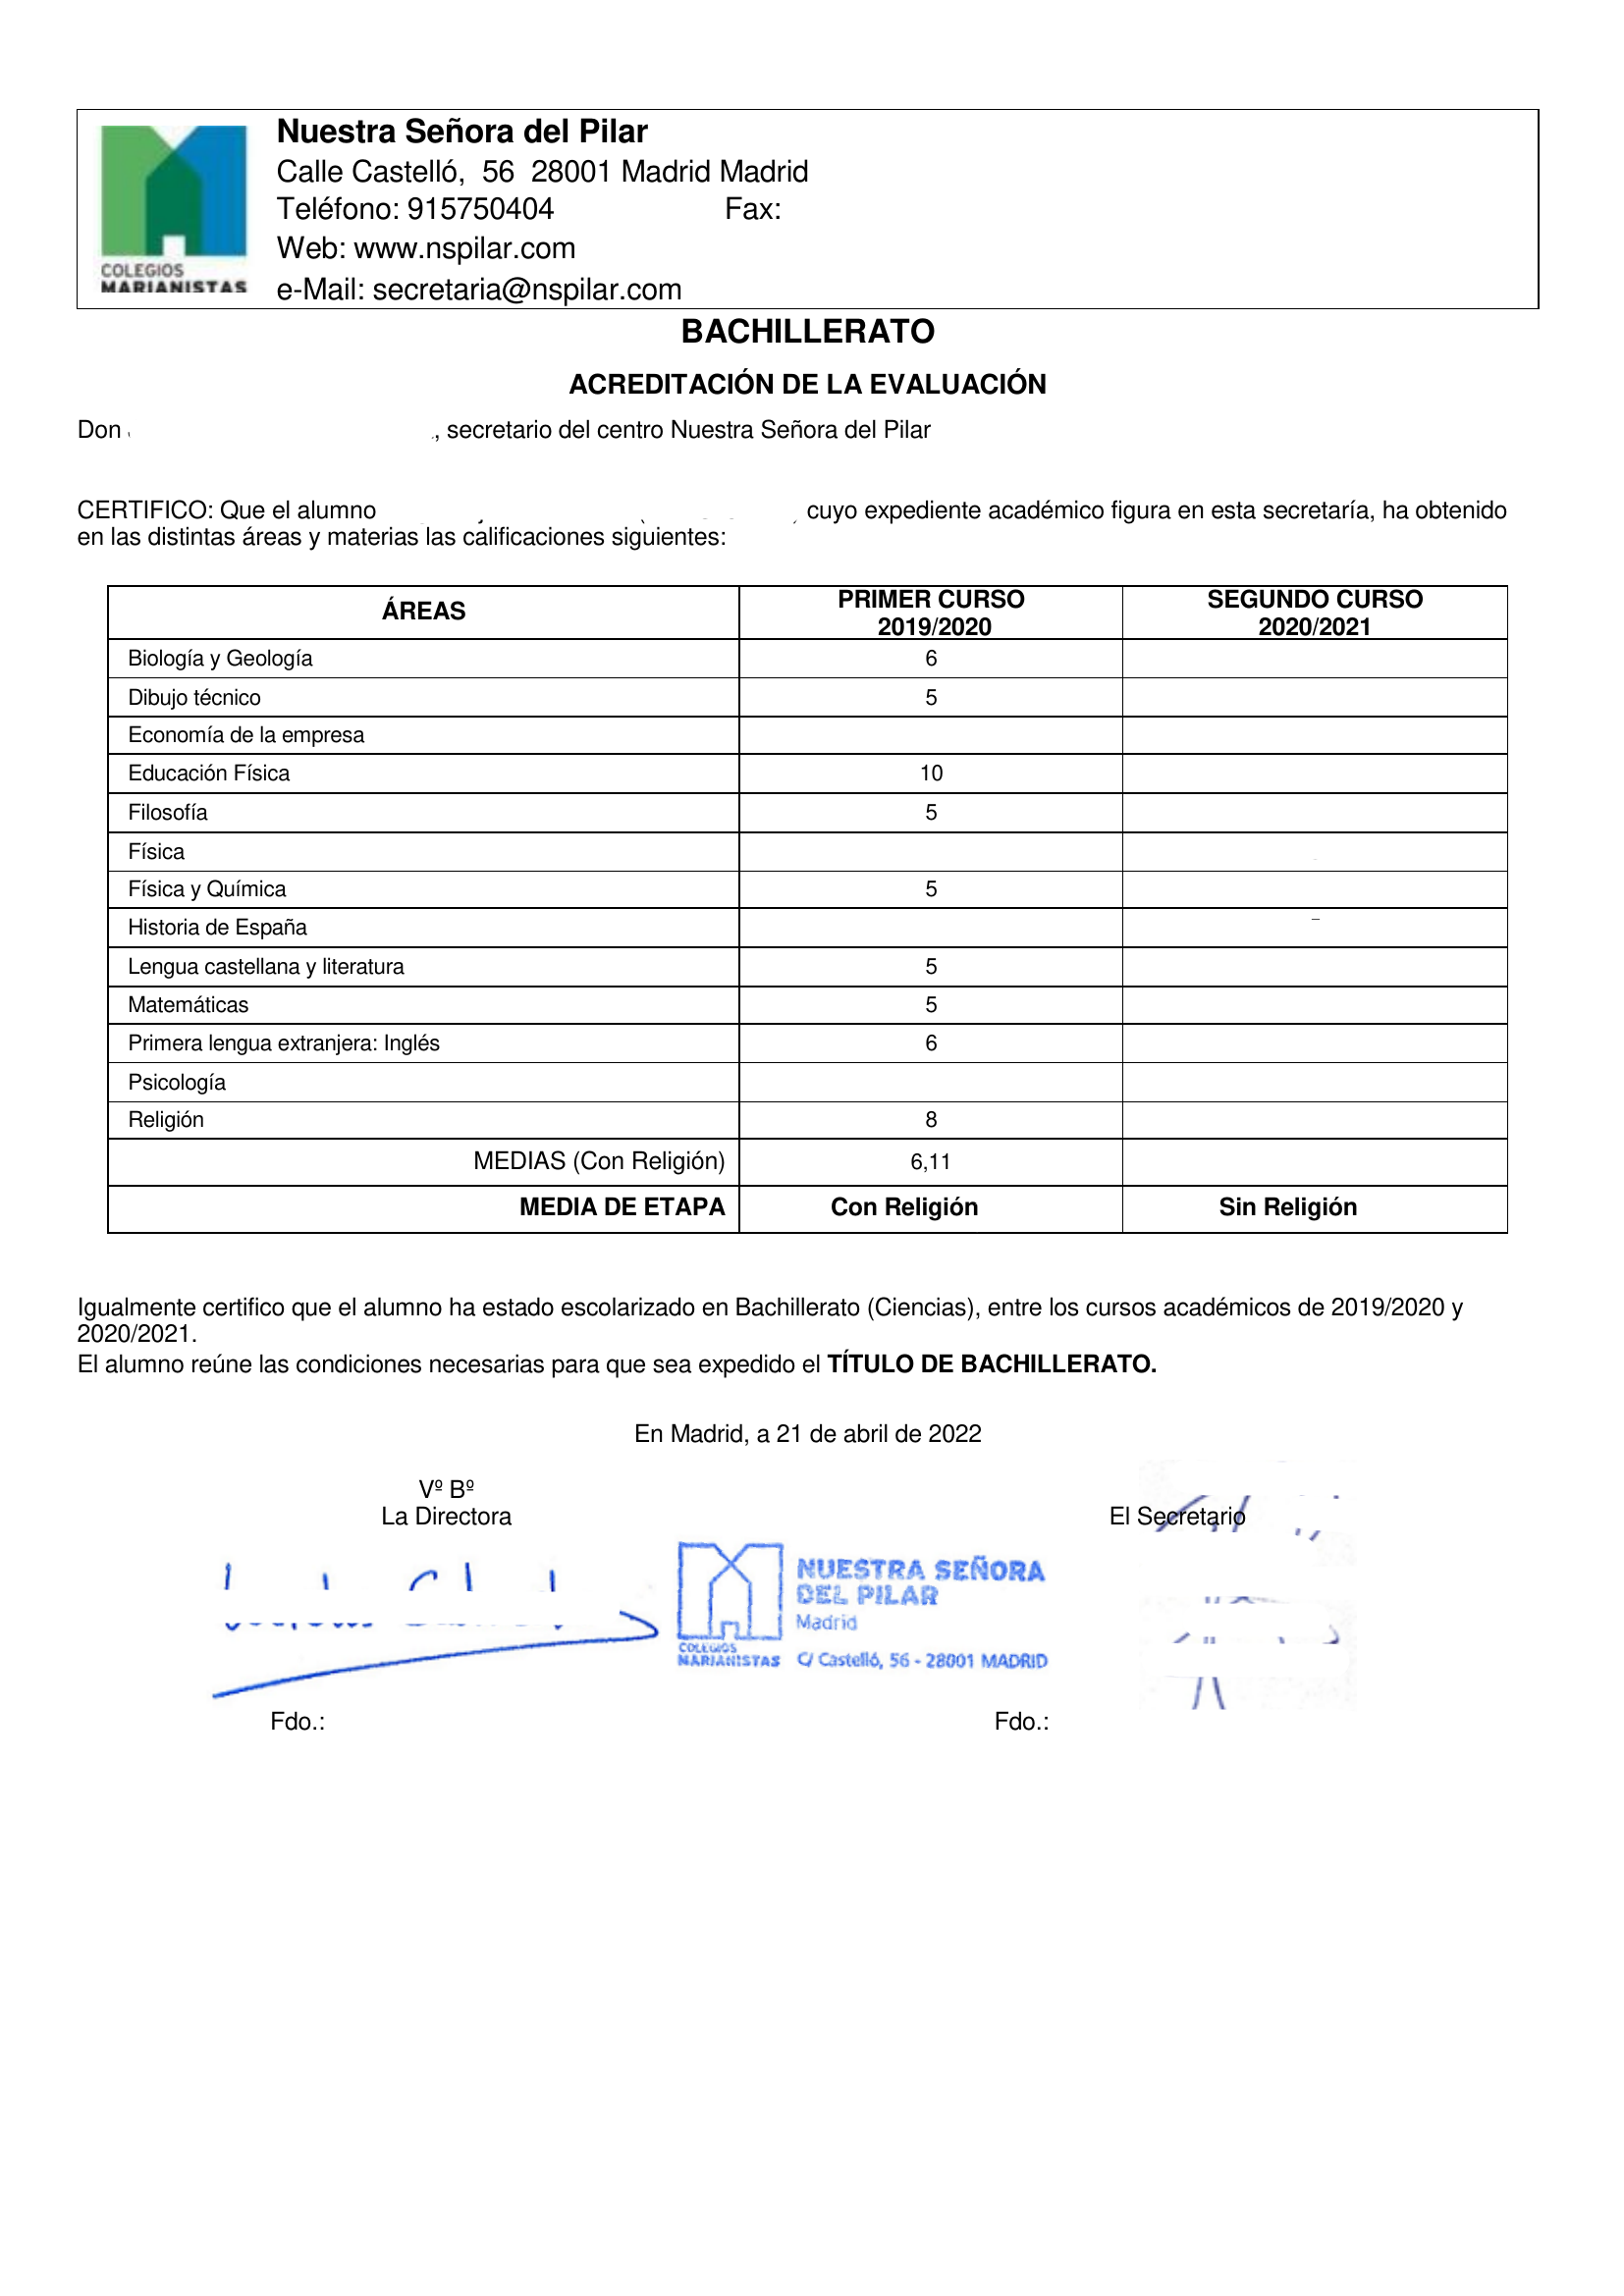 Nuestra Señora del Pilar
Calle Castelló, 56 28001 Madrid Madrid
Teléfono: 915750404 Fax:
Web: www.nspilar.com
e-Mail: secretaria@nspilar.com
COLEGIOS
MARIANISTAS
BACHILLERATO
ACREDITACIÓN DE LA EVALUACIÓN
Don , secretario del centro Nuestra Señora del Pilar
CERTIFICO: Que el alumno cuyo expediente académico figura en esta secretaría, ha obtenido
en las distintas áreas y materias las calificaciones siguientes:
ÁREAS PRIMER CURSO 2019/2020 SEGUNDO CURSO 2020/2021
Biología y Geología 6
Dibujo técnico 5
Economía de la empresa
Educación Física 10
Filosofía 5
Física
Física y Química 5
Historia de España
Lengua castellana y literatura 5
Matemáticas 5
Primera lengua extranjera: Inglés 6
Psicología
Religión 8
MEDIAS (Con Religión) 6,11
MEDIA DE ETAPA Con Religión Sin Religión
Igualmente certifico que el alumno ha estado escolarizado en Bachillerato (Ciencias), entre los cursos académicos de 2019/2020 y
2020/2021.
El alumno reúne las condiciones necesarias para que sea expedido el TÍTULO DE BACHILLERATO.
En Madrid, a 21 de abril de 2022
Vº Bº
La Directora El Secretario
NUESTRA SEÑORA
DEL PILAR
Madrid
COLEGIOS
MARIANISTAS C/ Castelló, 56 - 28001 MADRID
Fdo.: Fdo.: